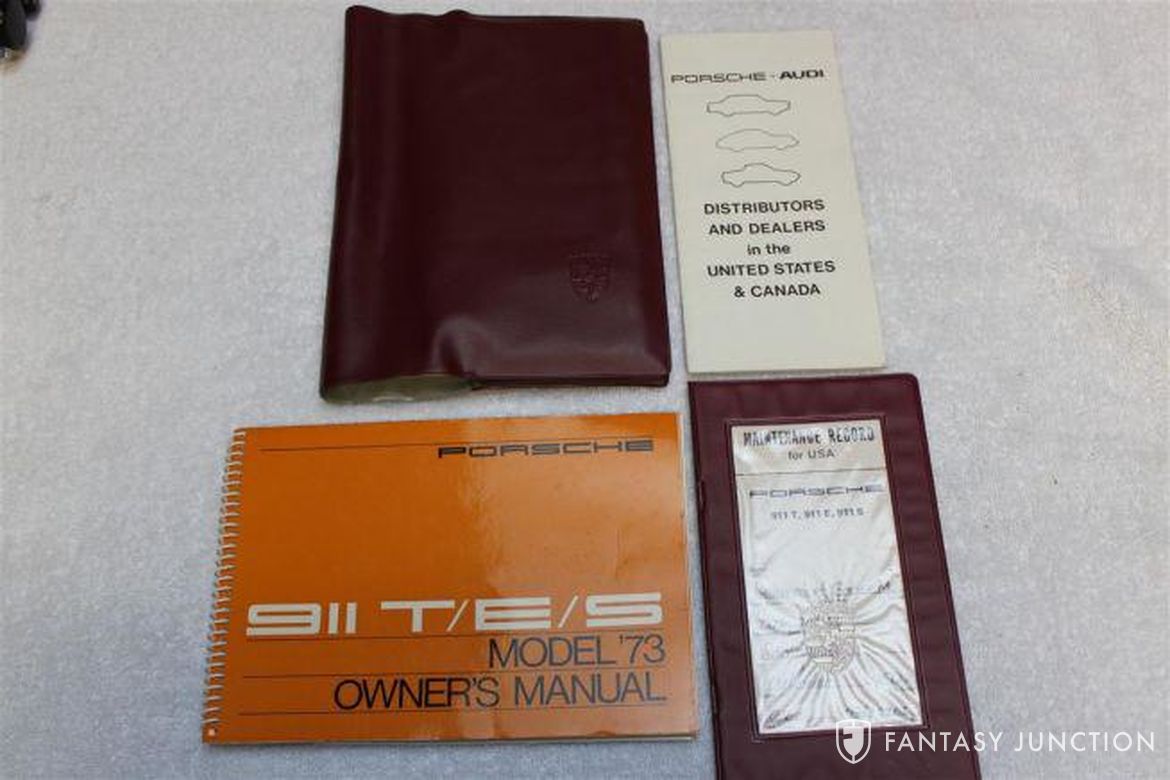 PORSCHE · AUDI
DISTRIBUTORS
AND DEALERS
in the
UNITED STATES
& CANADA
PORSCHE
911 T/E/S
MODEL '73
OWNER'S MANUAL
MAINTENANCE RECORD
for USA
PORSCHE
911 T, 911 E, 911 S
FANTASY JUNCTION